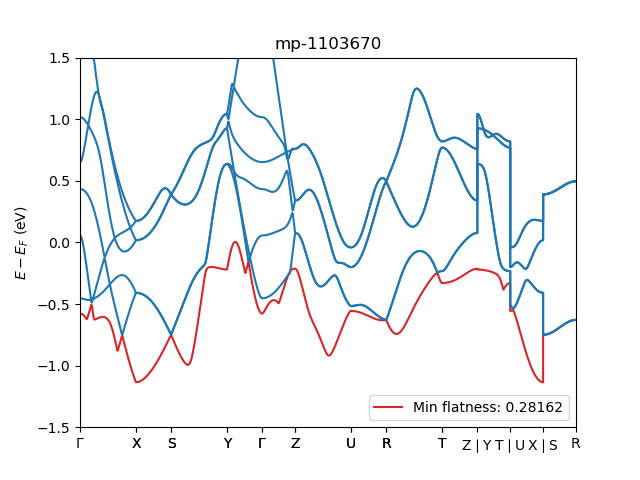 mp-1103670
E − E_F (eV)
1.5
1.0
0.5
0.0
−0.5
−1.0
−1.5
Min flatness: 0.28162
Γ X S Y Γ Z U R T Z|Y T|U X|S R